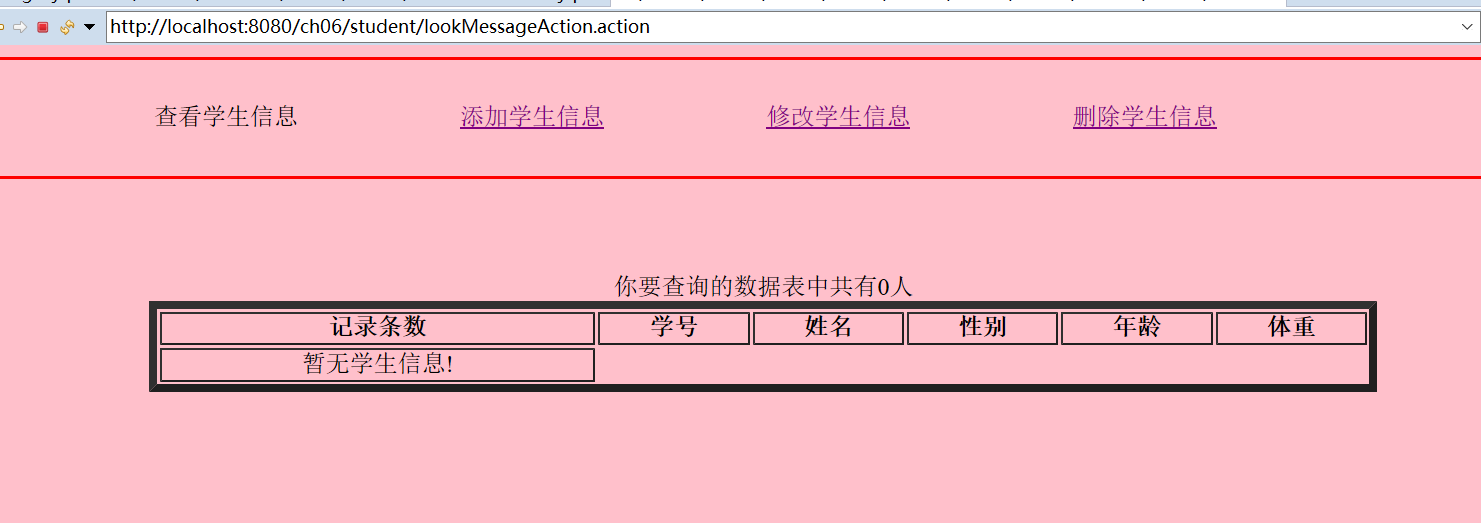 http://localhost:8080/ch06/student/lookMessageAction.action
查看学生信息 添加学生信息 修改学生信息 删除学生信息
你要查询的数据表中共有0人
记录条数 学号 姓名 性别 年龄 体重
暂无学生信息!